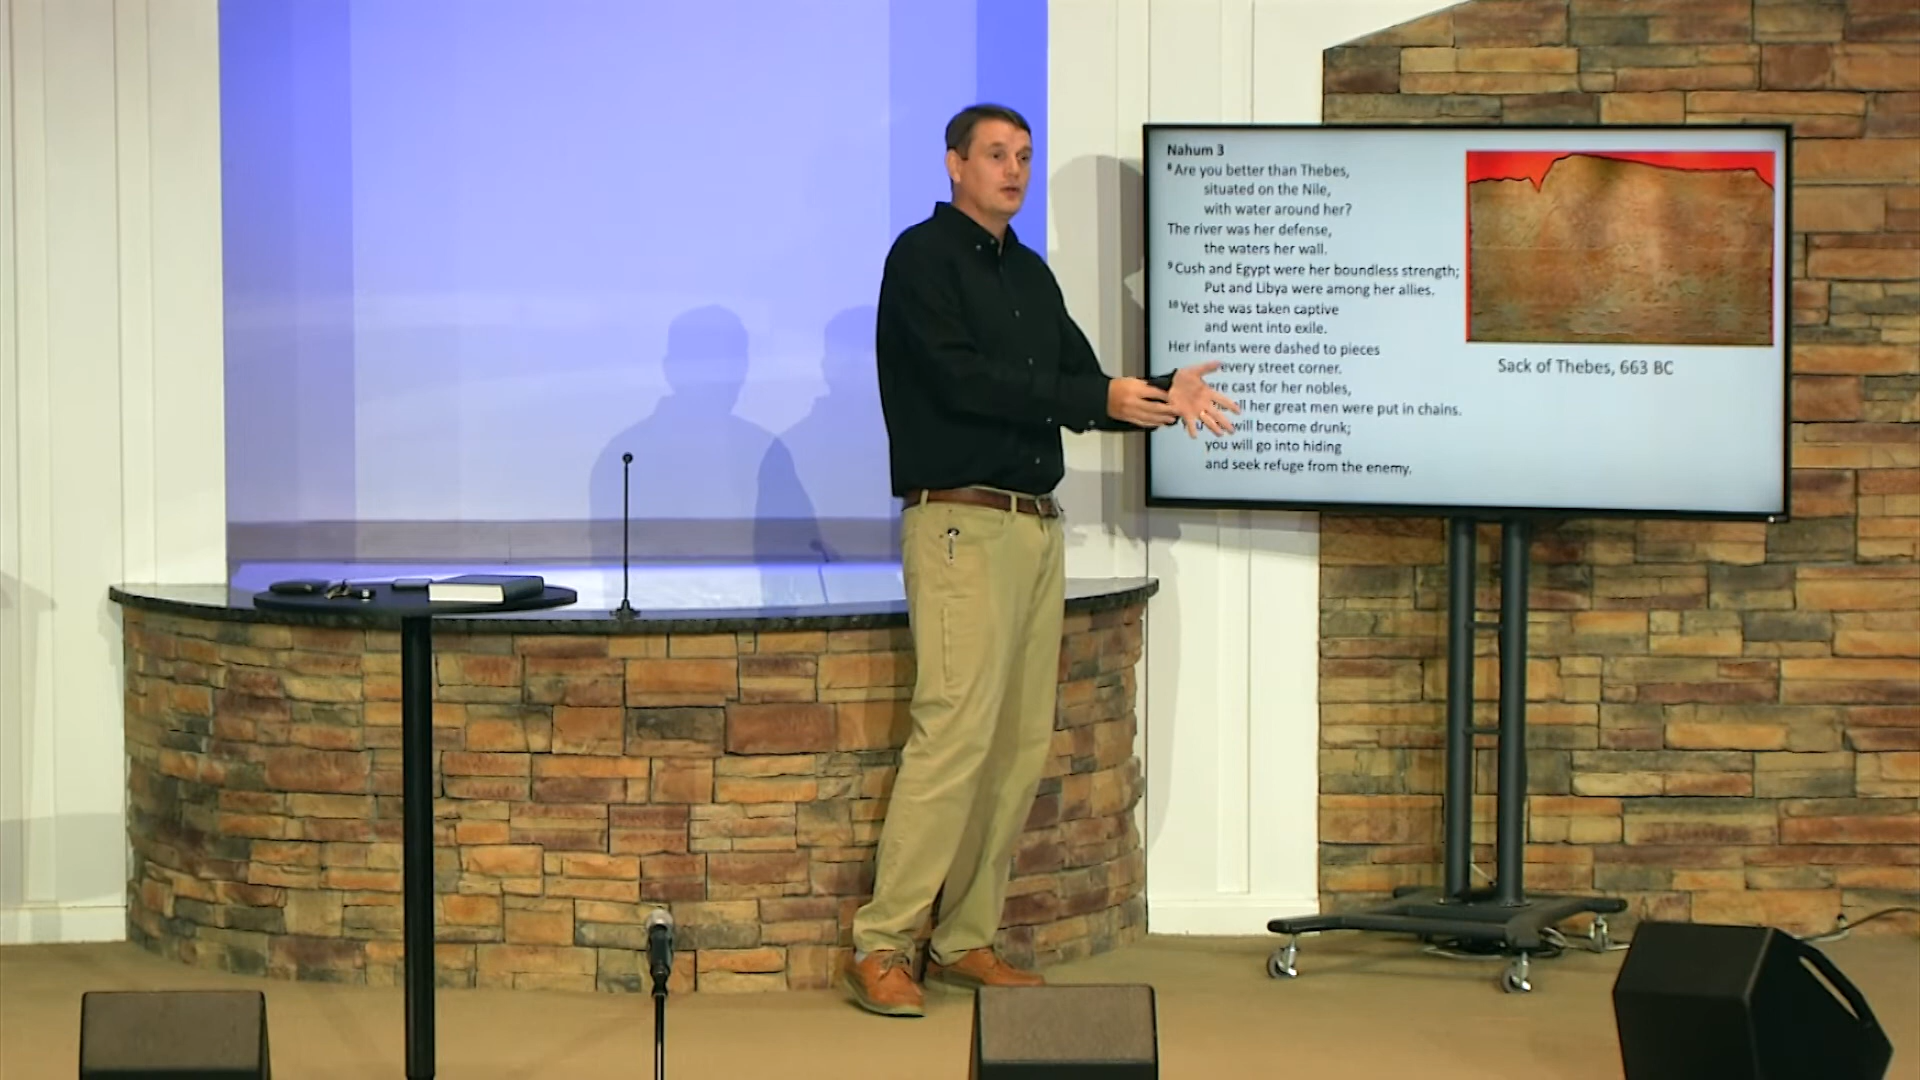 Nahum 3
8 Are you better than Thebes,
situated on the Nile,
with water around her?
The river was her defense,
the waters her wall.
9 Cush and Egypt were her boundless strength;
Put and Libya were among her allies.
10 Yet she was taken captive
and went into exile.
Her infants were dashed to pieces
every street corner.
cast for her nobles,
her great men were put in chains.
will become drunk;
you will go into hiding
and seek refuge from the enemy.
Sack of Thebes, 663 BC